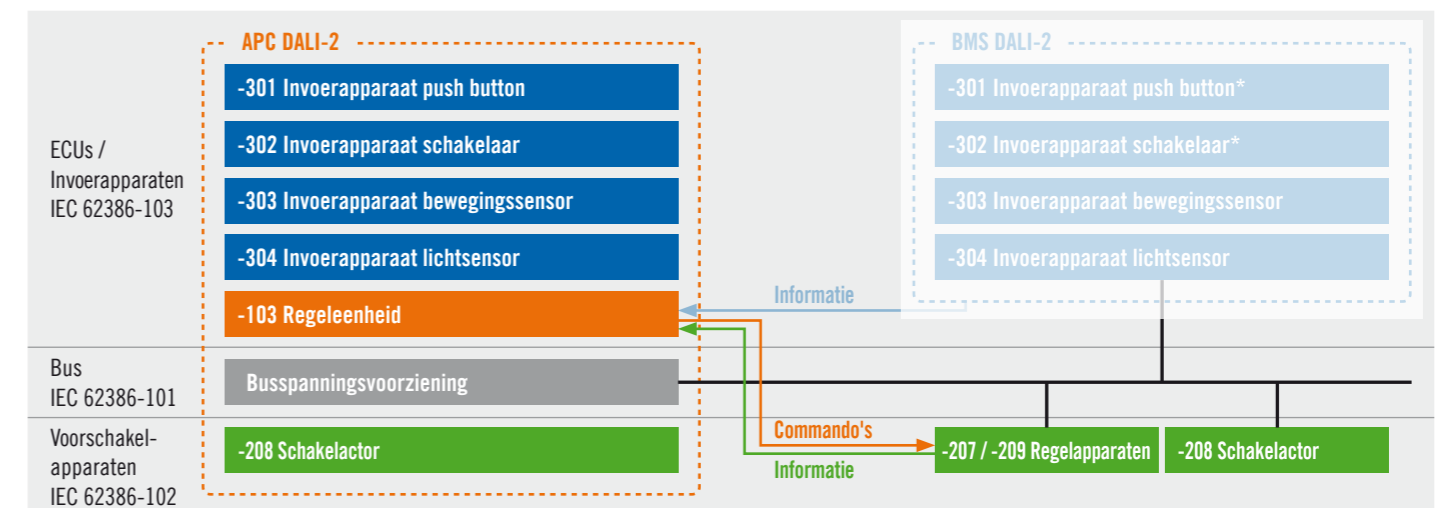 APC DALI-2
BMS DALI-2
ECUs /
Invoerapparaten
IEC 62386-103
-301 Invoerapparaat push button
-302 Invoerapparaat schakelaar
-303 Invoerapparaat bewegingssensor
-304 Invoerapparaat lichtsensor
-103 Regeleenheid
-301 Invoerapparaat push button*
-302 Invoerapparaat schakelaar*
-303 Invoerapparaat bewegingssensor
-304 Invoerapparaat lichtsensor
Informatie
Bus
IEC 62386-101
Busspanningsvoorziening
Voorschakel-
apparaten
IEC 62386-102
-208 Schakelactor
Commando's
Informatie
-207 / -209 Regelapparaten
-208 Schakelactor